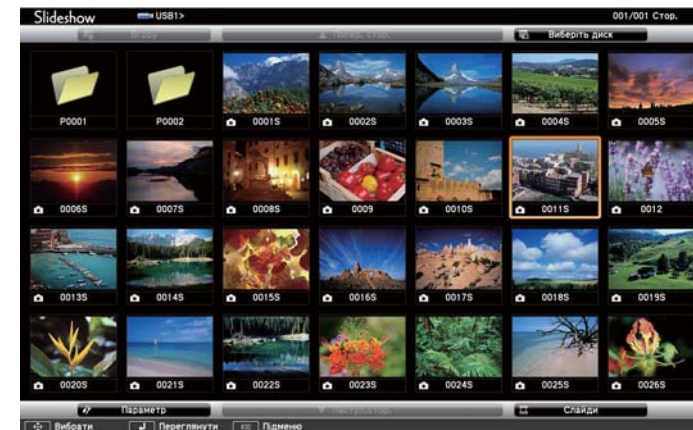 Slideshow USB1> 001/001 Стор.
Вгору ▲ Попер. стор. Виберіть диск
P0001 P0002 0001S 0002S 0003S 0004S 0005S
0006S 0007S 0008S 0009 0010S 0011S 0012
0013S 0014S 0015S 0016S 0017S 0018S 0019S
0020S 0021S 0022S 0023S 0024S 0025S 0026S
Параметр ▼ Слайди
Вибрати Переглянути ESC Підменю